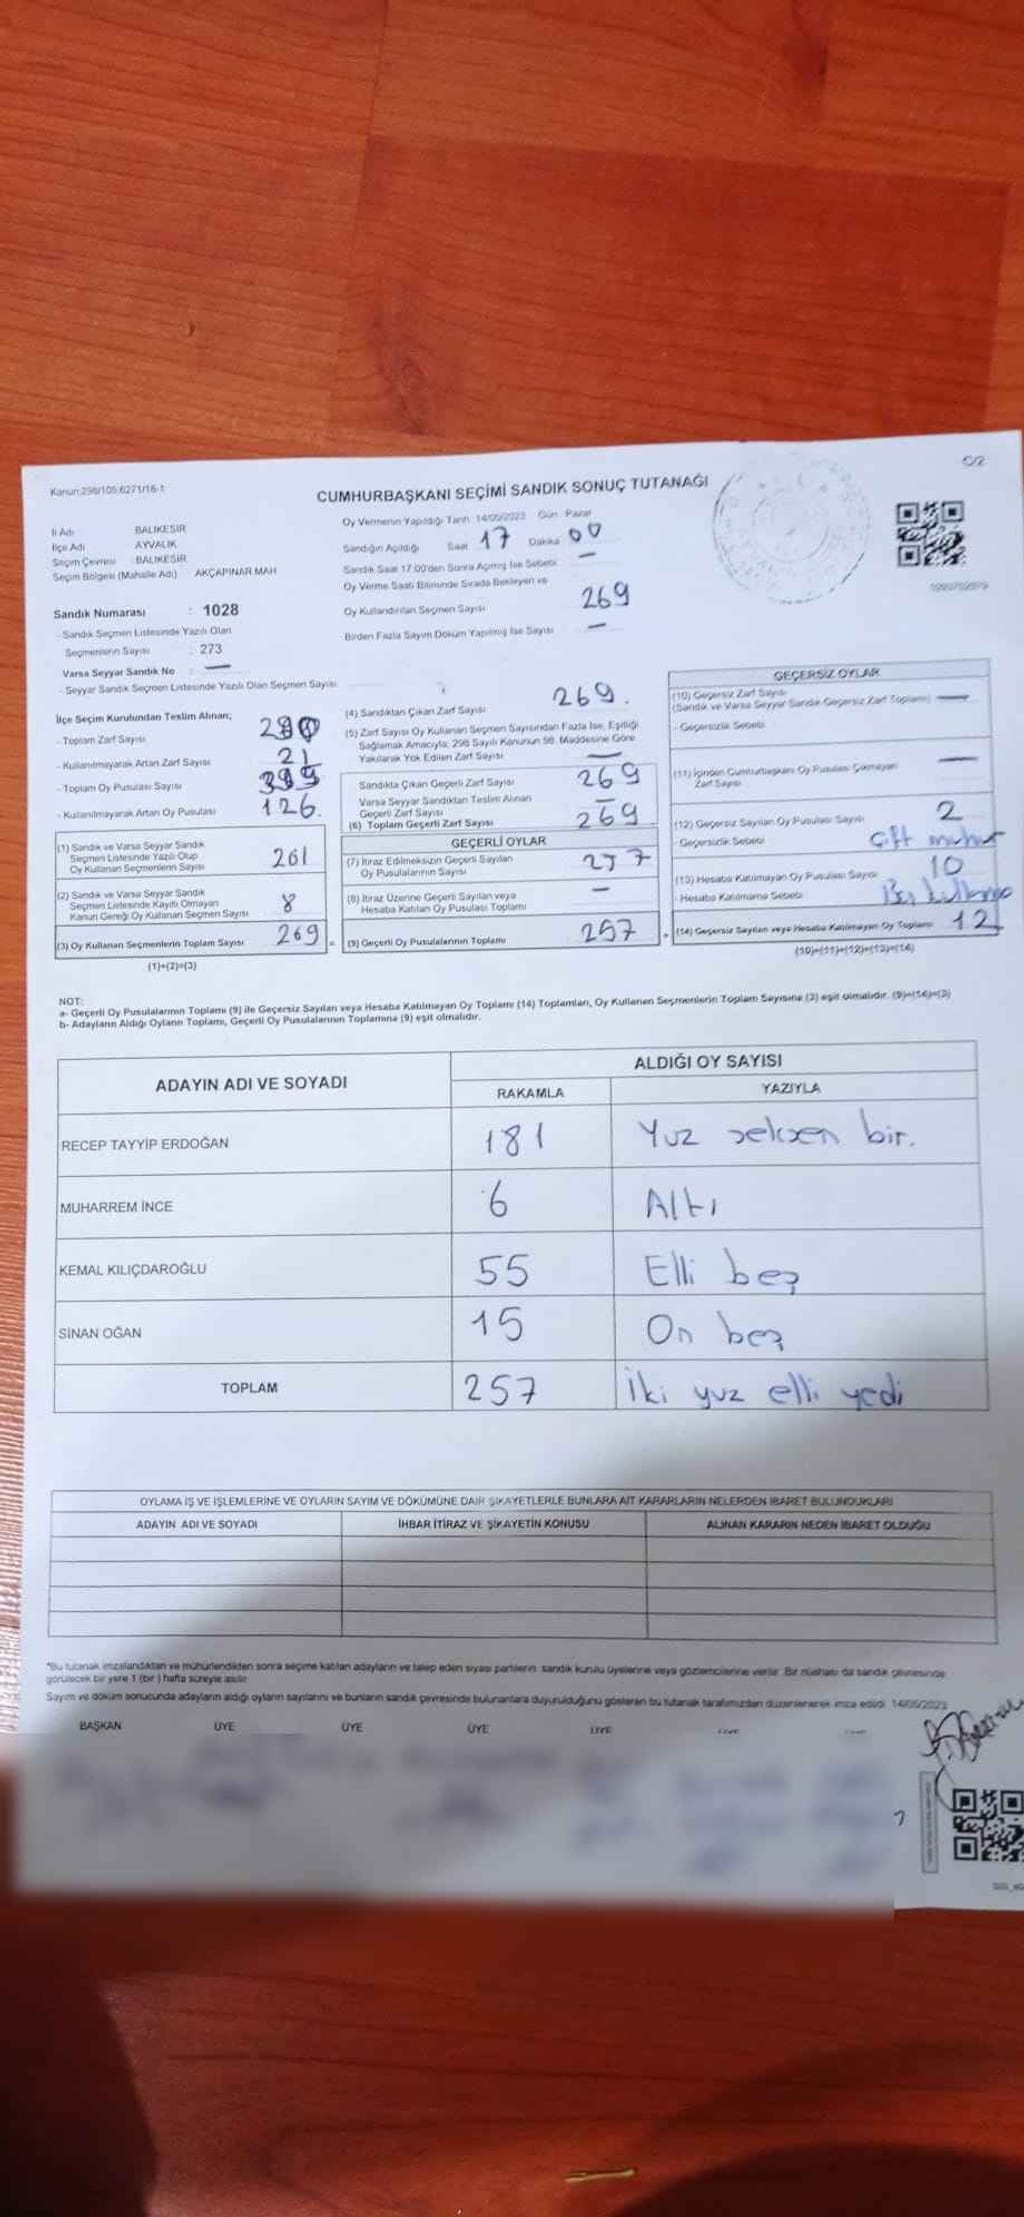 Kanun:298/105:6271/16-1
C/2
CUMHURBAŞKANI SEÇİMİ SANDIK SONUÇ TUTANAĞI
İl Adı BALIKESİR
İlçe Adı AYVALIK
Seçim Çevresi : BALIKESİR
Seçim Bölgesi (Mahalle Adı) AKÇAPINAR MAH
Sandık Numarası : 1028
- Sandık Seçmen Listesinde Yazılı Olan
Seçmenlerin Sayısı : 273
Varsa Seyyar Sandık No : —
- Seyyar Sandık Seçmen Listesinde Yazılı Olan Seçmen Sayısı
Oy Vermenin Yapıldığı Tarih 14/05/2023 Gün Pazar
Sandığın Açıldığı Saat 17 Dakika 00
Sandık Saat 17.00'den Sonra Açılmış İse Sebebi —
Oy Verme Saati Bitiminde Sırada Bekleyen ve
Oy Kullandırılan Seçmen Sayısı 269
Birden Fazla Sayım Döküm Yapılmış İse Sayısı —
İlçe Seçim Kurulundan Teslim Alınan;
- Toplam Zarf Sayısı
- Kullanılmayarak Artan Zarf Sayısı 21
- Toplam Oy Pusulası Sayısı
- Kullanılmayarak Artan Oy Pusulası 126.
(1) Sandık ve Varsa Seyyar Sandık
Seçmen Listesinde Yazılı Olup
Oy Kullanan Seçmenlerin Sayısı 261
(2) Sandık ve Varsa Seyyar Sandık
Seçmen Listesinde Kayıtlı Olmayan
Kanun Gereği Oy Kullanan Seçmen Sayısı 8
(3) Oy Kullanan Seçmenlerin Toplam Sayısı 269
(1)+(2)=(3)
(4) Sandıktan Çıkan Zarf Sayısı 269.
(5) Zarf Sayısı Oy Kullanan Seçmen Sayısından Fazla İse, Eşitliği
Sağlamak Amacıyla, 298 Sayılı Kanunun 98. Maddesine Göre
Yakılarak Yok Edilen Zarf Sayısı —
Sandıkta Çıkan Geçerli Zarf Sayısı 269
Varsa Seyyar Sandıktan Teslim Alınan
Geçerli Zarf Sayısı —
(6) Toplam Geçerli Zarf Sayısı 269
GEÇERLİ OYLAR
(7) İtiraz Edilmeksizin Geçerli Sayılan
Oy Pusulalarının Sayısı 257
(8) İtiraz Üzerine Geçerli Sayılan veya
Hesaba Katılan Oy Pusulası Toplamı —
(9) Geçerli Oy Pusulalarının Toplamı 257
GEÇERSİZ OYLAR
(10) Geçersiz Zarf Sayısı
(Sandık ve Varsa Seyyar Sandık Geçersiz Zarf Toplamı) —
- Geçersizlik Sebebi
(11) İçinden Cumhurbaşkanı Oy Pusulası Çıkmayan
Zarf Sayısı —
(12) Geçersiz Sayılan Oy Pusulası Sayısı 2
- Geçersizlik Sebebi Çift muhur
(13) Hesaba Katılmayan Oy Pusulası Sayısı 10
- Hesaba Katılmama Sebebi Boş
(14) Geçersiz Sayılan veya Hesaba Katılmayan Oy Toplamı 12
(10)+(11)+(12)+(13)=(14)
NOT:
a- Geçerli Oy Pusulalarının Toplamı (9) ile Geçersiz Sayılan veya Hesaba Katılmayan Oy Toplamı (14) Toplamları, Oy Kullanan Seçmenlerin Toplam Sayısına (3) eşit olmalıdır. (9)+(14)=(3)
b- Adayların Aldığı Oyların Toplamı, Geçerli Oy Pusulalarının Toplamına (9) eşit olmalıdır.
ADAYIN ADI VE SOYADI ALDIĞI OY SAYISI
RAKAMLA YAZIYLA
RECEP TAYYİP ERDOĞAN 181 Yuz seksen bir.
MUHARREM İNCE 6 Altı
KEMAL KILIÇDAROĞLU 55 Elli beş
SİNAN OĞAN 15 On beş
TOPLAM 257 İki yuz elli yedi
OYLAMA İŞ VE İŞLEMLERİNE VE OYLARIN SAYIM VE DÖKÜMÜNE DAİR ŞİKAYETLERLE BUNLARA AİT KARARLARIN NELERDEN İBARET BULUNDUKLARI
ADAYIN ADI VE SOYADI İHBAR İTİRAZ VE ŞİKAYETİN KONUSU ALINAN KARARIN NEDEN İBARET OLDUĞU
*Bu tutanak imzalandıktan ve mühürlendikten sonra seçime katılan adayların ve talep eden siyasi partilerin sandık kurulu üyelerine veya gözlemcilerine verilir. Bir nüshası da sandık çevresinde
görülecek bir yere 1 (bir) hafta süreyle asılır.
Sayım ve döküm sonucunda adayların aldığı oyların sayılarını ve bunların sandık çevresinde bulunanlara duyurulduğunu gösteren bu tutanak tarafımızdan düzenlenerek imza edildi. 14/05/2023
BAŞKAN ÜYE ÜYE ÜYE ÜYE ÜYE ÜYE